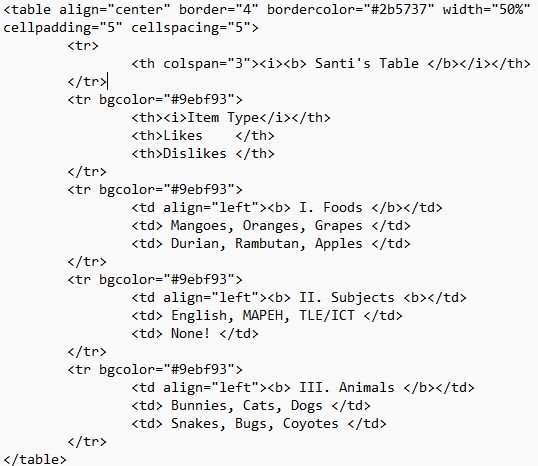 <table align="center" border="4" bordercolor="#2b5737" width="50%"
cellpadding="5" cellspacing="5">
<tr>
<th colspan="3"><i><b> Santi's Table </b></i></th>
</tr>
<tr bgcolor="#9ebf93">
<th><i>Item Type</i></th>
<th>Likes    </th>
<th>Dislikes </th>
</tr>
<tr bgcolor="#9ebf93">
<td align="left"><b> I. Foods </b></td>
<td> Mangoes, Oranges, Grapes </td>
<td> Durian, Rambutan, Apples </td>
</tr>
<tr bgcolor="#9ebf93">
<td align="left"><b> II. Subjects <b></td>
<td> English, MAPEH, TLE/ICT </td>
<td> None! </td>
</tr>
<tr bgcolor="#9ebf93">
<td align="left"><b> III. Animals </b></td>
<td> Bunnies, Cats, Dogs </td>
<td> Snakes, Bugs, Coyotes </td>
</tr>
</table>